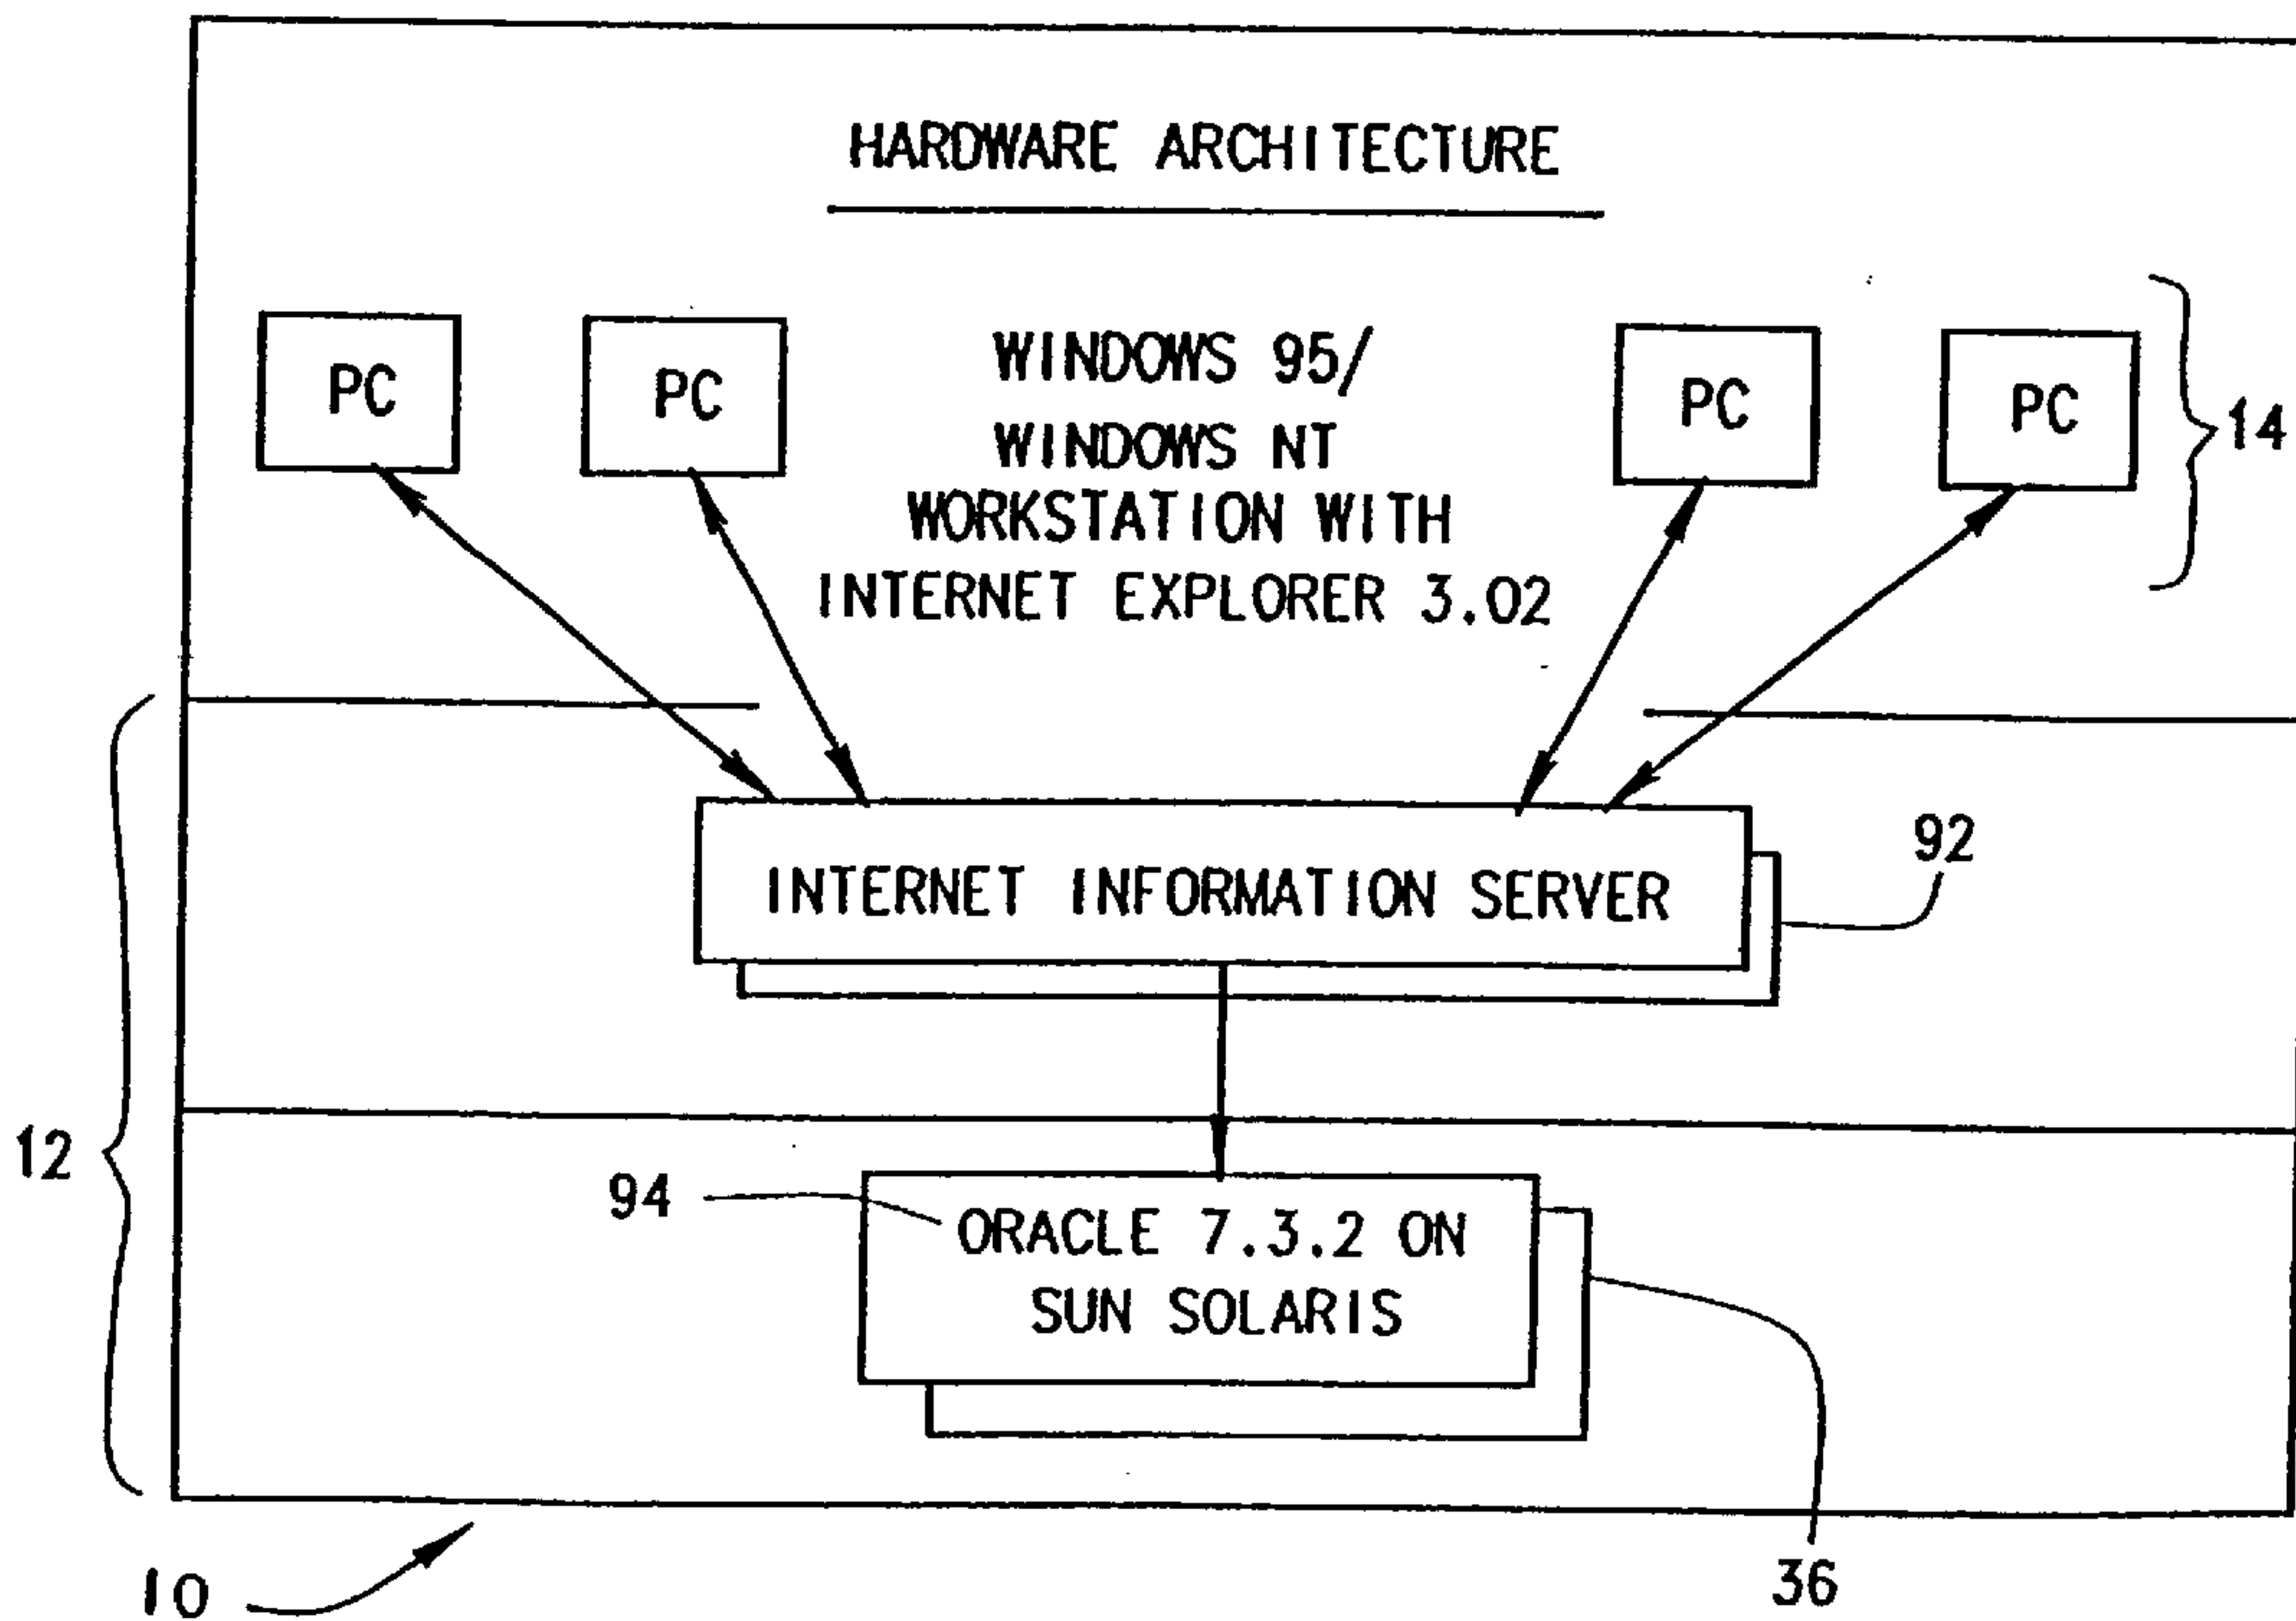 HARDWARE ARCHITECTURE
PC
PC
WINDOWS 95/
WINDOWS NT
WORKSTATION WITH
INTERNET EXPLORER 3.02
PC
PC
14
INTERNET INFORMATION SERVER
92
12
94
ORACLE 7.3.2 ON
SUN SOLARIS
10
36